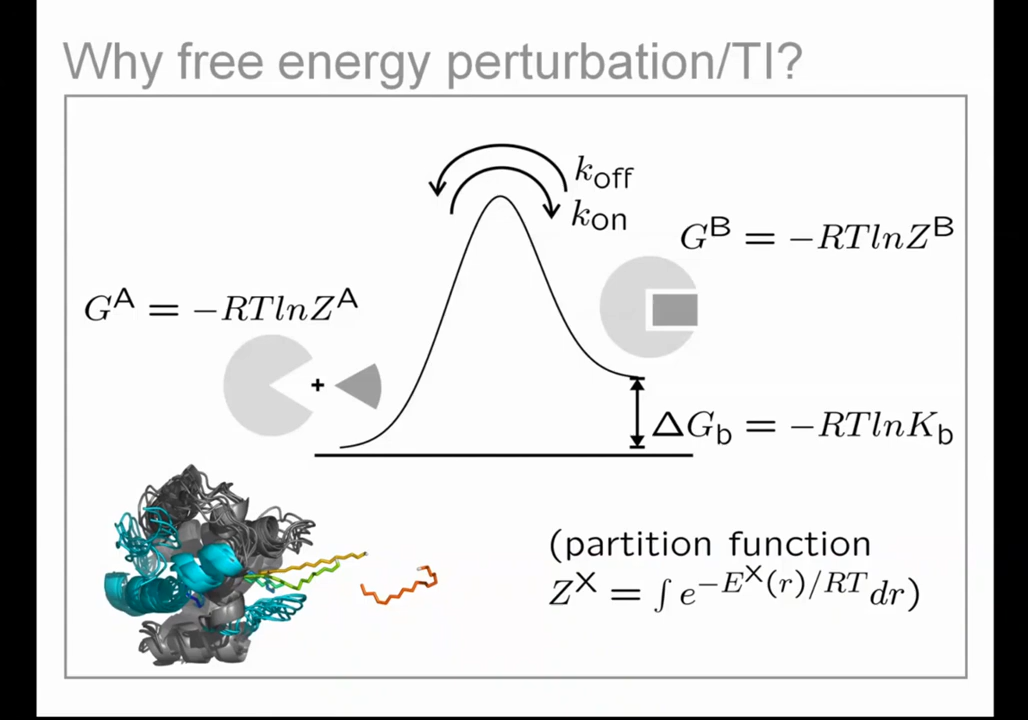 Why free energy perturbation/TI?
k_off
k_on
G^B = −RTlnZ^B
G^A = −RTlnZ^A
+
ΔG_b = −RTlnK_b
(partition function
Z^X = ∫ e^{−E^X(r)/RT} dr)